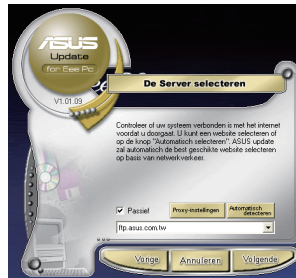 ASUS
Update
for Eee Pc
V1.01.09
De Server selecteren
Controleer of uw systeem verbonden is met het internet
voordat u doorgaat. U kunt een website selecteren of
op de knop "Automatisch selecteren". ASUS update
zal automatisch de best geschikte website selecteren
op basis van netwerkverkeer.
Passief
Proxy-instellingen
Automatisch
detecteren
ftp.asus.com.tw
Vorige
Annuleren
Volgende